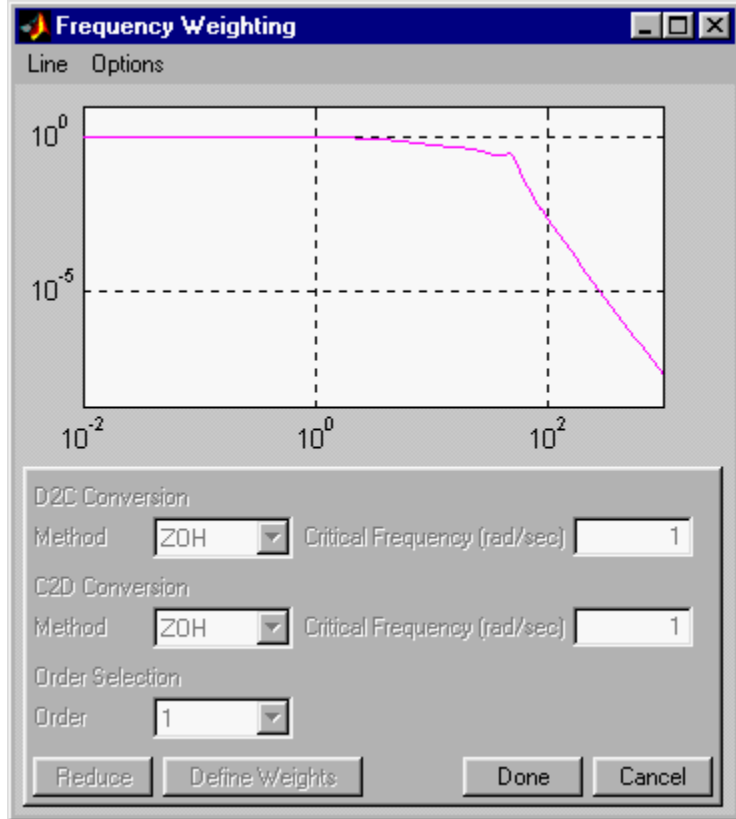 Frequency Weighting
Line Options
10^0
10^-5
10^-2 10^0 10^2
D2C Conversion
Method ZOH Critical Frequency (rad/sec) 1
C2D Conversion
Method ZOH Critical Frequency (rad/sec) 1
Order Selection
Order 1
Reduce Define Weights Done Cancel